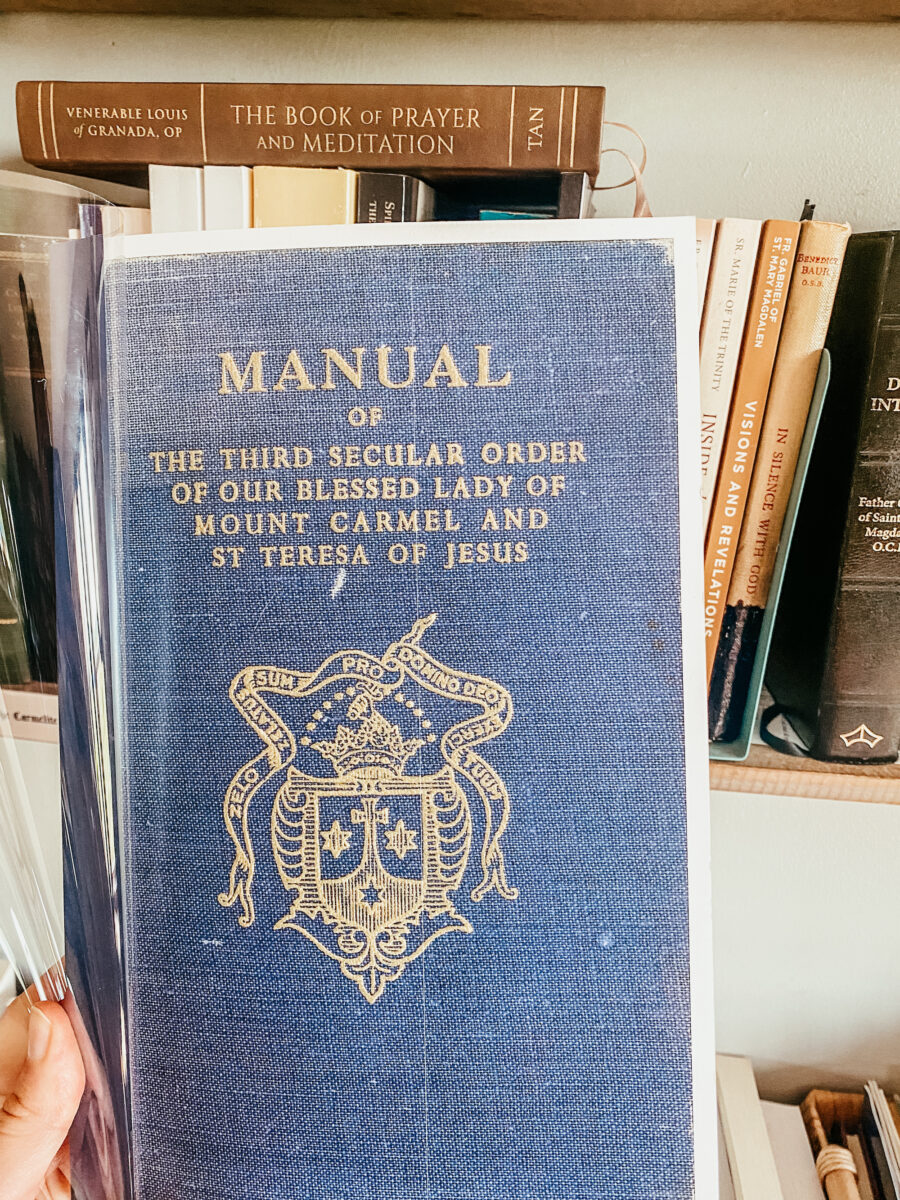 VENERABLE LOUIS
of GRANADA, OP
THE BOOK OF PRAYER
AND MEDITATION
TAN
MANUAL
OF
THE THIRD SECULAR ORDER
OF OUR BLESSED LADY OF
MOUNT CARMEL AND
ST TERESA OF JESUS
ZELO ZELATUS SUM PRO DOMINO DEO
SR. MARIE OF THE TRINITY
INSIDE
FR. GABRIEL OF
ST. MARY MAGDALEN
VISIONS AND REVELATIONS
BENEDICT
BAUR
O.S.B.
IN SILENCE WITH GOD
D
INT
Father
of Saint
Magda
Carmelite